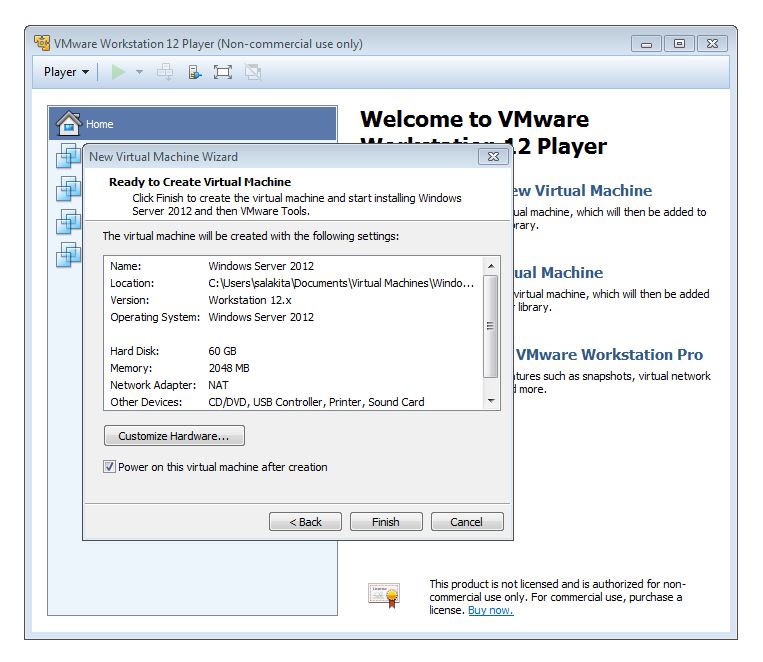 VMware Workstation 12 Player (Non-commercial use only)
Player
Home
Welcome to VMware
12 Player
New Virtual Machine Wizard
Ready to Create Virtual Machine
Click Finish to create the virtual machine and start installing Windows
Server 2012 and then VMware Tools.
The virtual machine will be created with the following settings:
Name: Windows Server 2012
Location: C:\Users\salakita\Documents\Virtual Machines\Windo...
Version: Workstation 12.x
Operating System: Windows Server 2012
Hard Disk: 60 GB
Memory: 2048 MB
Network Adapter: NAT
Other Devices: CD/DVD, USB Controller, Printer, Sound Card
Customize Hardware...
Power on this virtual machine after creation
< Back Finish Cancel
ew Virtual Machine
ual machine, which will then be added to
rary.
ual Machine
virtual machine, which will then be added
library.
VMware Workstation Pro
tures such as snapshots, virtual network
more.
This product is not licensed and is authorized for non-
commercial use only. For commercial use, purchase a
license. Buy now.